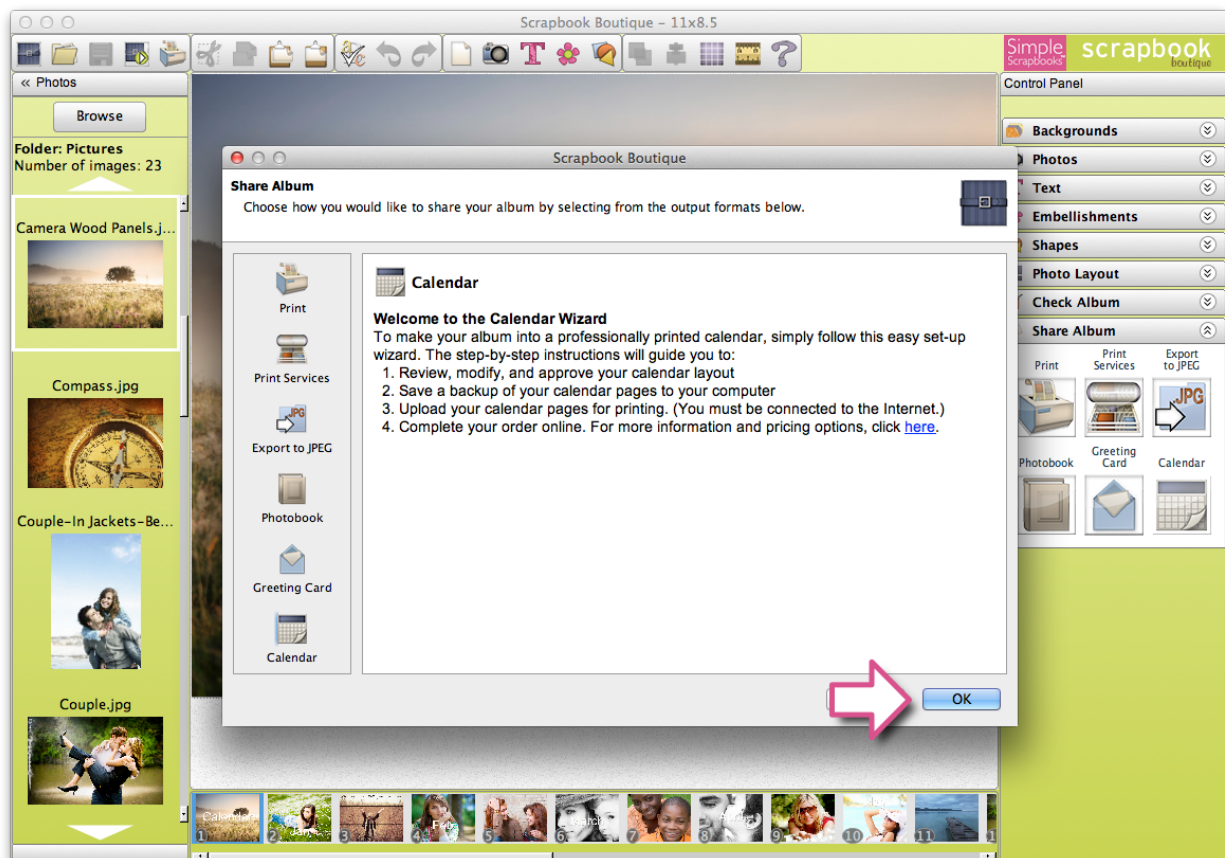 Scrapbook Boutique – 11x8.5
Simple
Scrapbooks
scrapbook
boutique
« Photos
Browse
Folder: Pictures
Number of images: 23
Camera Wood Panels.j...
Compass.jpg
Couple-In Jackets-Be...
Couple.jpg
Scrapbook Boutique
Share Album
Choose how you would like to share your album by selecting from the output formats below.
Print
Print Services
JPG
Export to JPEG
Photobook
Greeting Card
Calendar
Calendar
Welcome to the Calendar Wizard
To make your album into a professionally printed calendar, simply follow this easy set-up
wizard. The step-by-step instructions will guide you to:
1. Review, modify, and approve your calendar layout
2. Save a backup of your calendar pages to your computer
3. Upload your calendar pages for printing. (You must be connected to the Internet.)
4. Complete your order online. For more information and pricing options, click here.
OK
Control Panel
Backgrounds
Photos
Text
Embellishments
Shapes
Photo Layout
Check Album
Share Album
Print
Print
Services
Export
to JPEG
JPG
Photobook
Greeting
Card
Calendar
Calendar
1
2
3
4
5
6
7
8
9
10
11
1